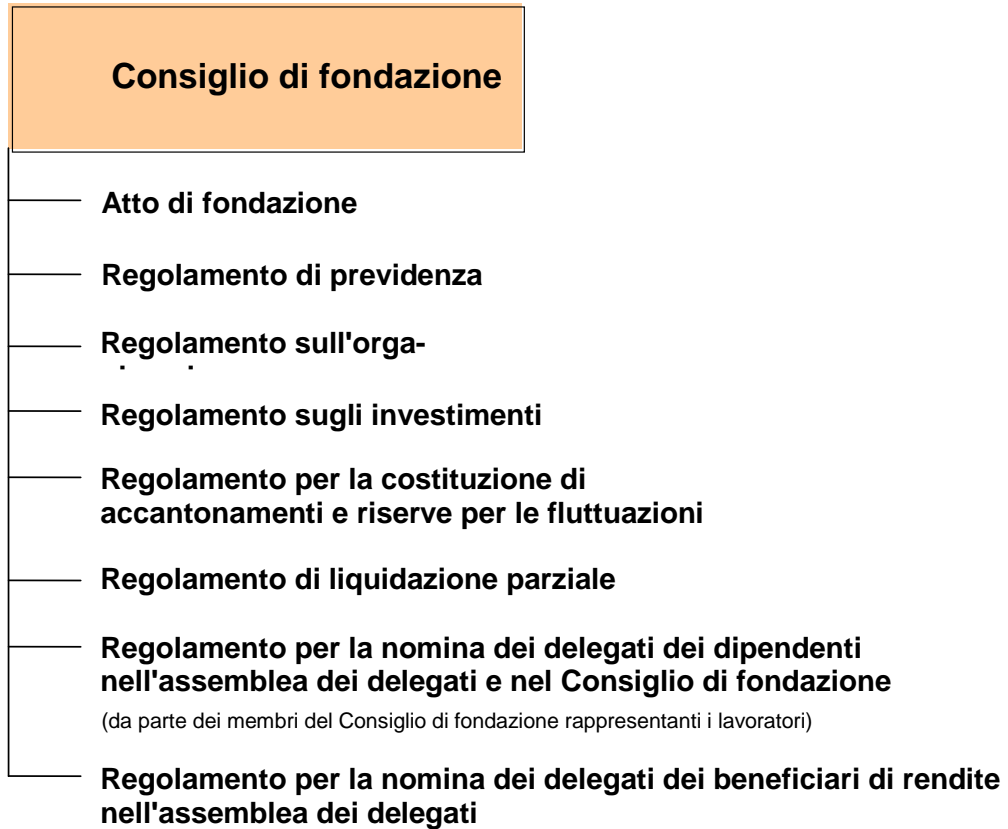 Consiglio di fondazione
Atto di fondazione
Regolamento di previdenza
Regolamento sull'orga-
Regolamento sugli investimenti
Regolamento per la costituzione di
accantonamenti e riserve per le fluttuazioni
Regolamento di liquidazione parziale
Regolamento per la nomina dei delegati dei dipendenti
nell'assemblea dei delegati e nel Consiglio di fondazione
(da parte dei membri del Consiglio di fondazione rappresentanti i lavoratori)
Regolamento per la nomina dei delegati dei beneficiari di rendite
nell'assemblea dei delegati